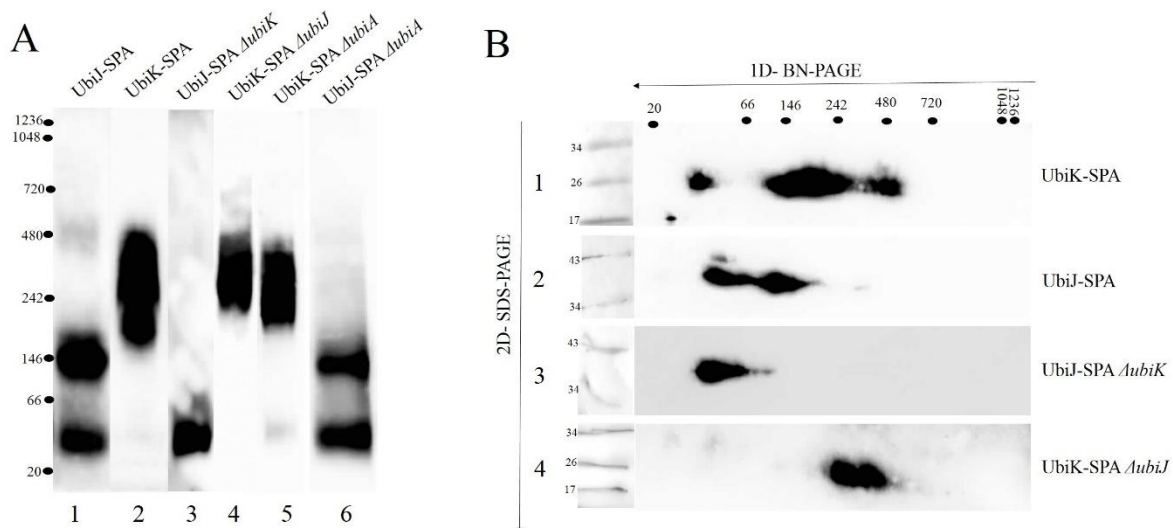 A
UbiJ-SPA
UbiK-SPA
UbiJ-SPA ΔubiK
UbiK-SPA ΔubiJ
UbiK-SPA ΔubiA
UbiJ-SPA ΔubiA
1236
1048
720
480
242
146
66
20
1 2 3 4 5 6
B
1D- BN-PAGE
20 66 146 242 480 720 1048 1236
2D- SDS-PAGE
1
34
26
17
UbiK-SPA
2
43
34
UbiJ-SPA
3
43
34
UbiJ-SPA ΔubiK
4
34
26
17
UbiK-SPA ΔubiJ